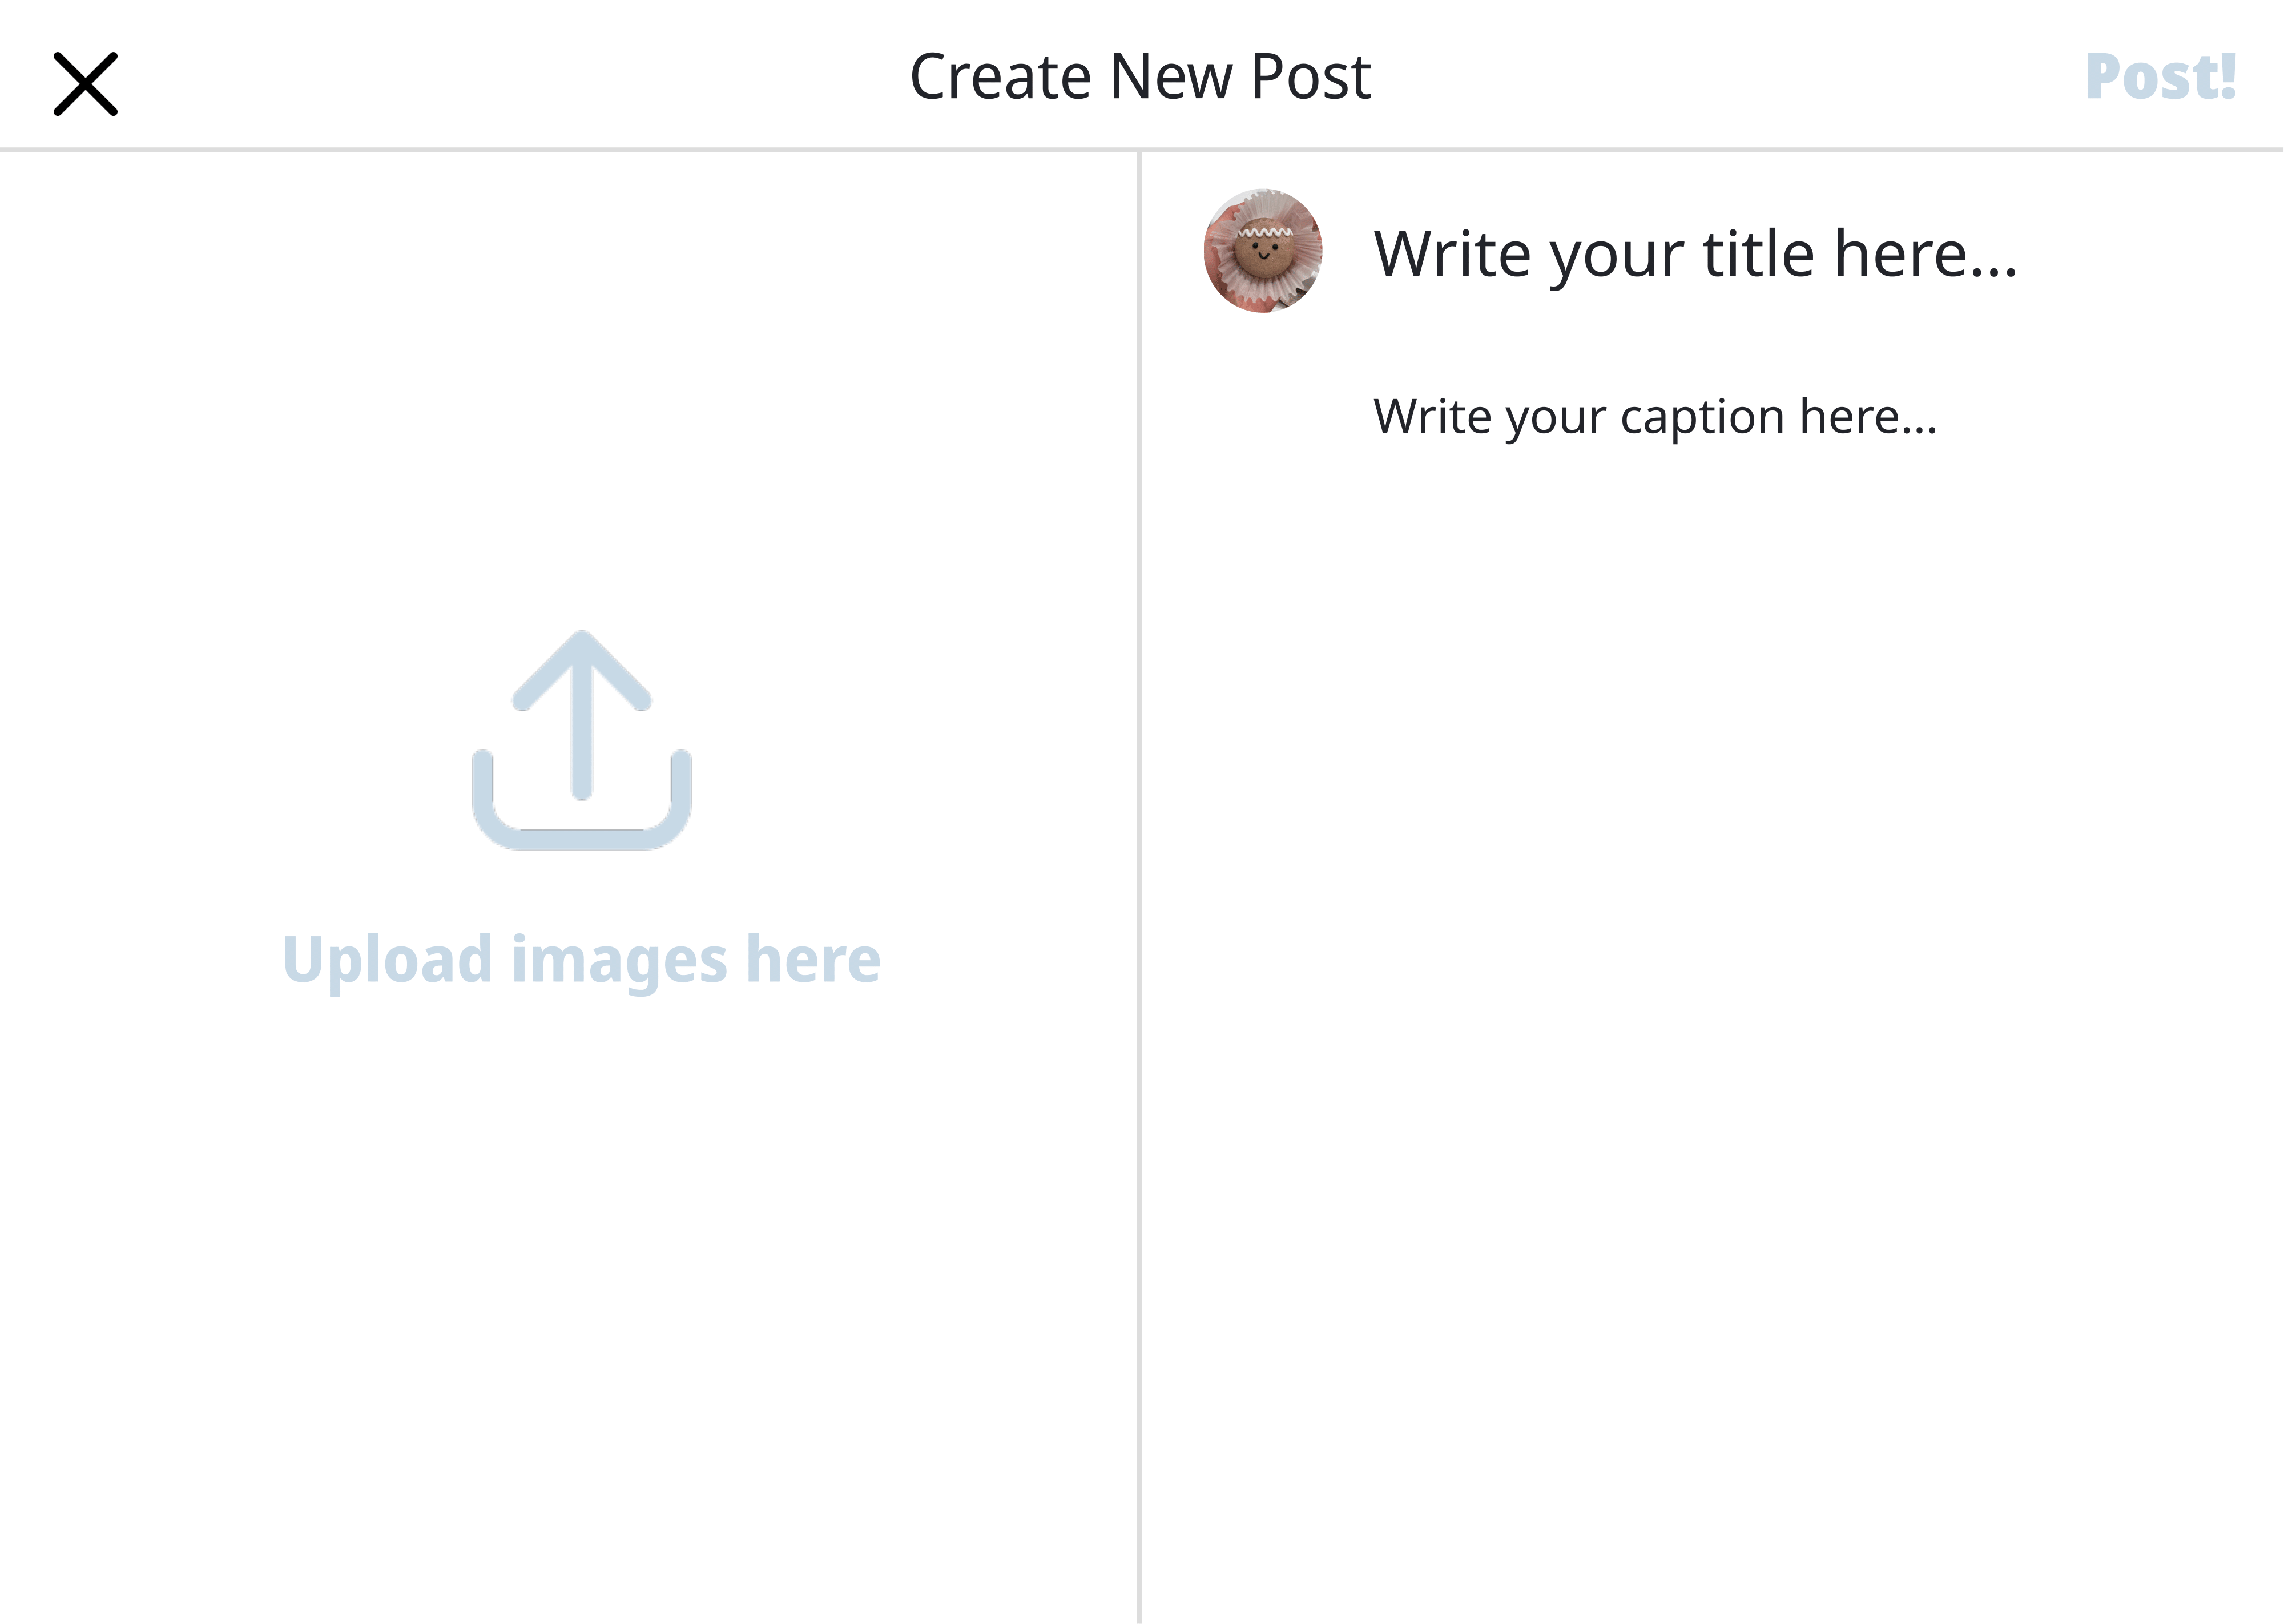 Create New Post
Post!
Write your title here...
Write your caption here...
Upload images here